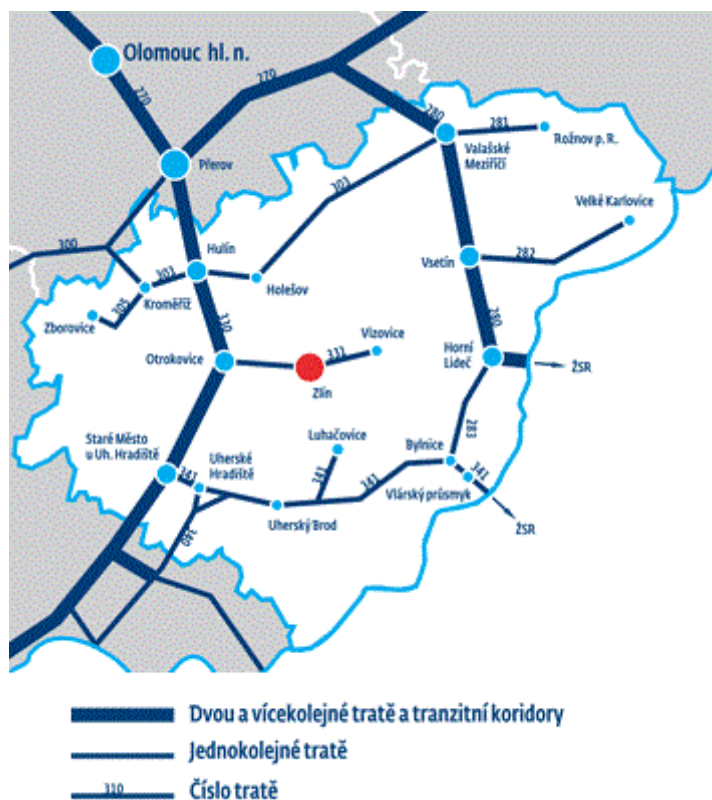 Olomouc hl. n.
270
270
280
281
Rožnov p. R.
Valašské
Meziříčí
Přerov
303
Velké Karlovice
300
Hulín
303
Vsetín
282
Holešov
Kroměříž
305
Zborovice
330
280
Vizovice
331
Otrokovice
Horní
Lideč
ŽSR
Zlín
Luhačovice
283
Staré Město
u Uh. Hradiště
Uherské
Hradiště
Bylnice
341
341
341
341
Vlárský průsmyk
Uherský Brod
ŽSR
340
Dvou a vícekolejné tratě a tranzitní koridory
Jednokolejné tratě
310
Číslo tratě